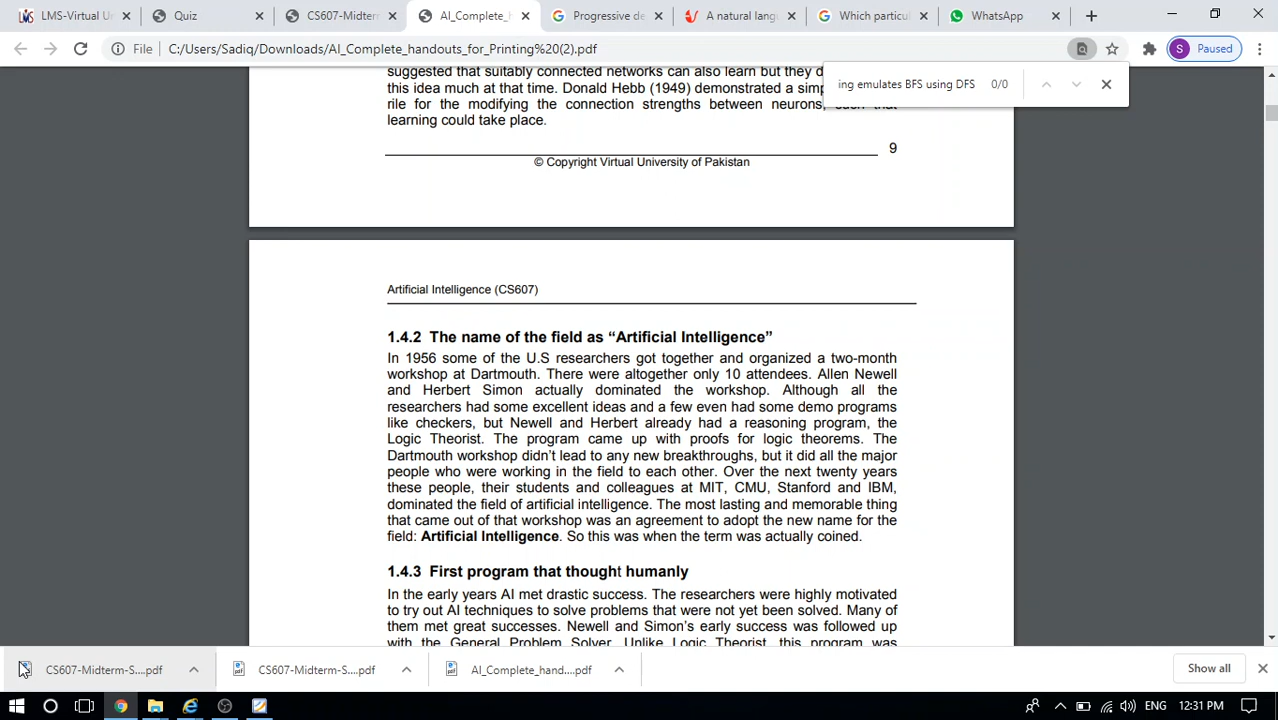 LMS-Virtual U
Quiz
CS607-Midterm
AI_Complete_h
Progressive de
A natural lang
Which particul
WhatsApp
File
C:/Users/Sadiq/Downloads/AI_Complete_handouts_for_Printing%20(2).pdf
S
Paused
ing emulates BFS using DFS
0/0
suggested that suitably connected networks can also learn but they d
this idea much at that time. Donald Hebb (1949) demonstrated a simp
rile for the modifying the connection strengths between neurons, such that
learning could take place.
9
© Copyright Virtual University of Pakistan
Artificial Intelligence (CS607)
1.4.2 The name of the field as “Artificial Intelligence”
In 1956 some of the U.S researchers got together and organized a two-month
workshop at Dartmouth. There were altogether only 10 attendees. Allen Newell
and Herbert Simon actually dominated the workshop. Although all the
researchers had some excellent ideas and a few even had some demo programs
like checkers, but Newell and Herbert already had a reasoning program, the
Logic Theorist. The program came up with proofs for logic theorems. The
Dartmouth workshop didn’t lead to any new breakthroughs, but it did all the major
people who were working in the field to each other. Over the next twenty years
these people, their students and colleagues at MIT, CMU, Stanford and IBM,
dominated the field of artificial intelligence. The most lasting and memorable thing
that came out of that workshop was an agreement to adopt the new name for the
field: Artificial Intelligence. So this was when the term was actually coined.
1.4.3 First program that thought humanly
In the early years AI met drastic success. The researchers were highly motivated
to try out AI techniques to solve problems that were not yet been solved. Many of
them met great successes. Newell and Simon’s early success was followed up
with the General Problem Solver. Unlike Logic Theorist, this program was
CS607-Midterm-S....pdf
CS607-Midterm-S....pdf
AI_Complete_hand....pdf
Show all
ENG
12:31 PM